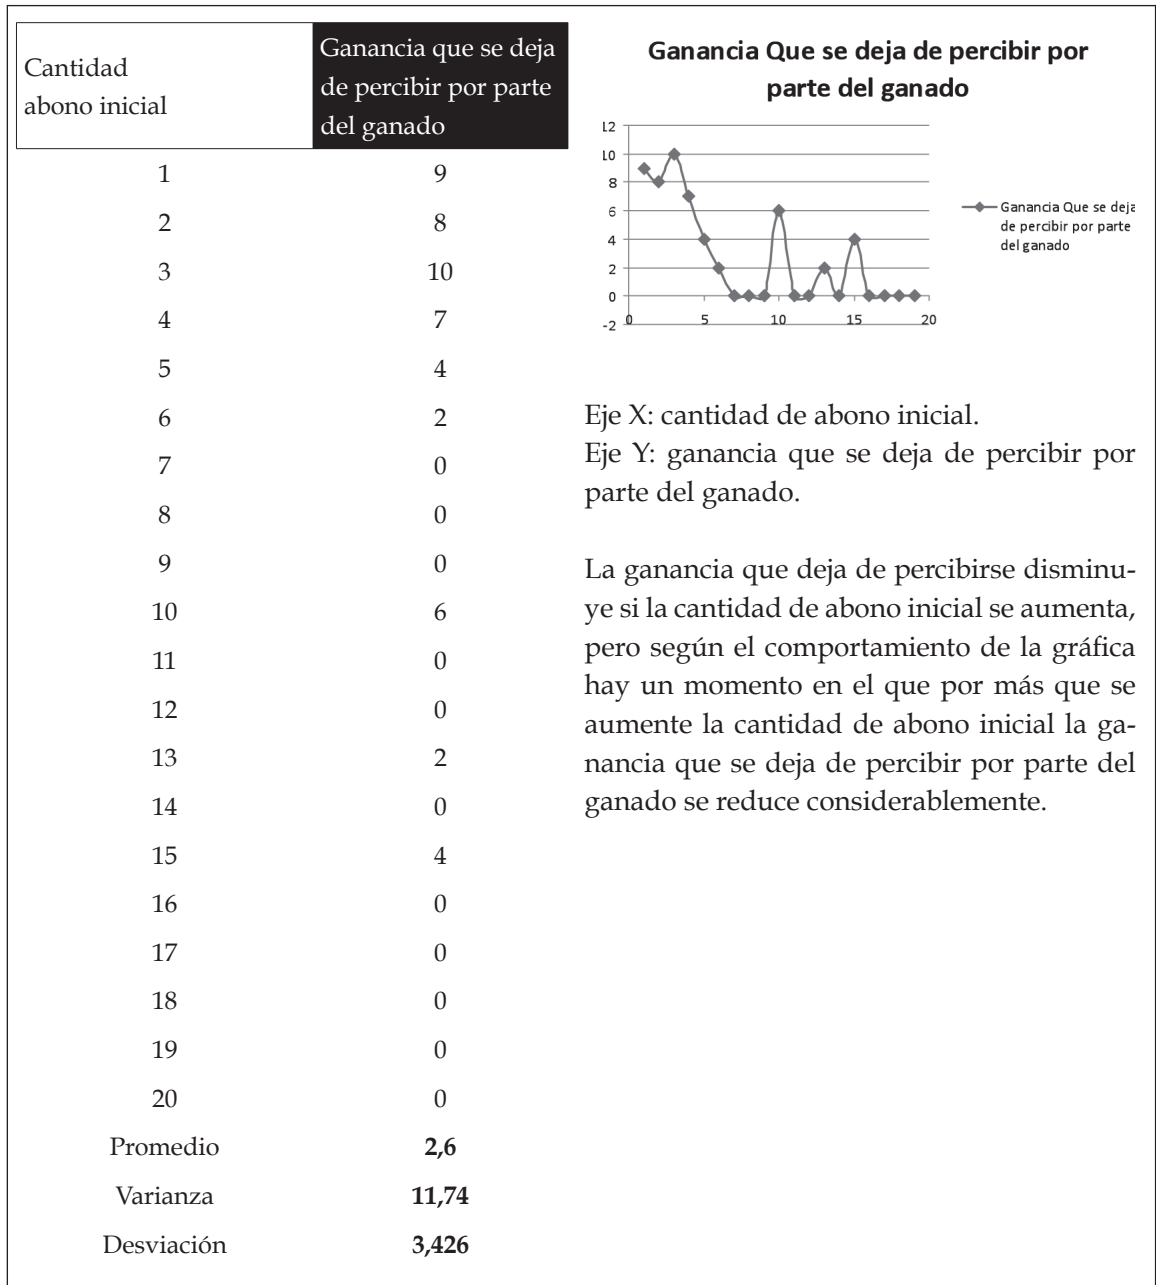 Cantidad
abono inicial
Ganancia que se deja
de percibir por parte
del ganado
1 9
2 8
3 10
4 7
5 4
6 2
7 0
8 0
9 0
10 6
11 0
12 0
13 2
14 0
15 4
16 0
17 0
18 0
19 0
20 0
Promedio 2,6
Varianza 11,74
Desviación 3,426
Ganancia Que se deja de percibir por
parte del ganado
12
10
8
6
4
2
0
-2
0 5 10 15 20
Ganancia Que se deja
de percibir por parte
del ganado
Eje X: cantidad de abono inicial.
Eje Y: ganancia que se deja de percibir por
parte del ganado.
La ganancia que deja de percibirse disminu-
ye si la cantidad de abono inicial se aumenta,
pero según el comportamiento de la gráfica
hay un momento en el que por más que se
aumente la cantidad de abono inicial la ga-
nancia que se deja de percibir por parte del
ganado se reduce considerablemente.